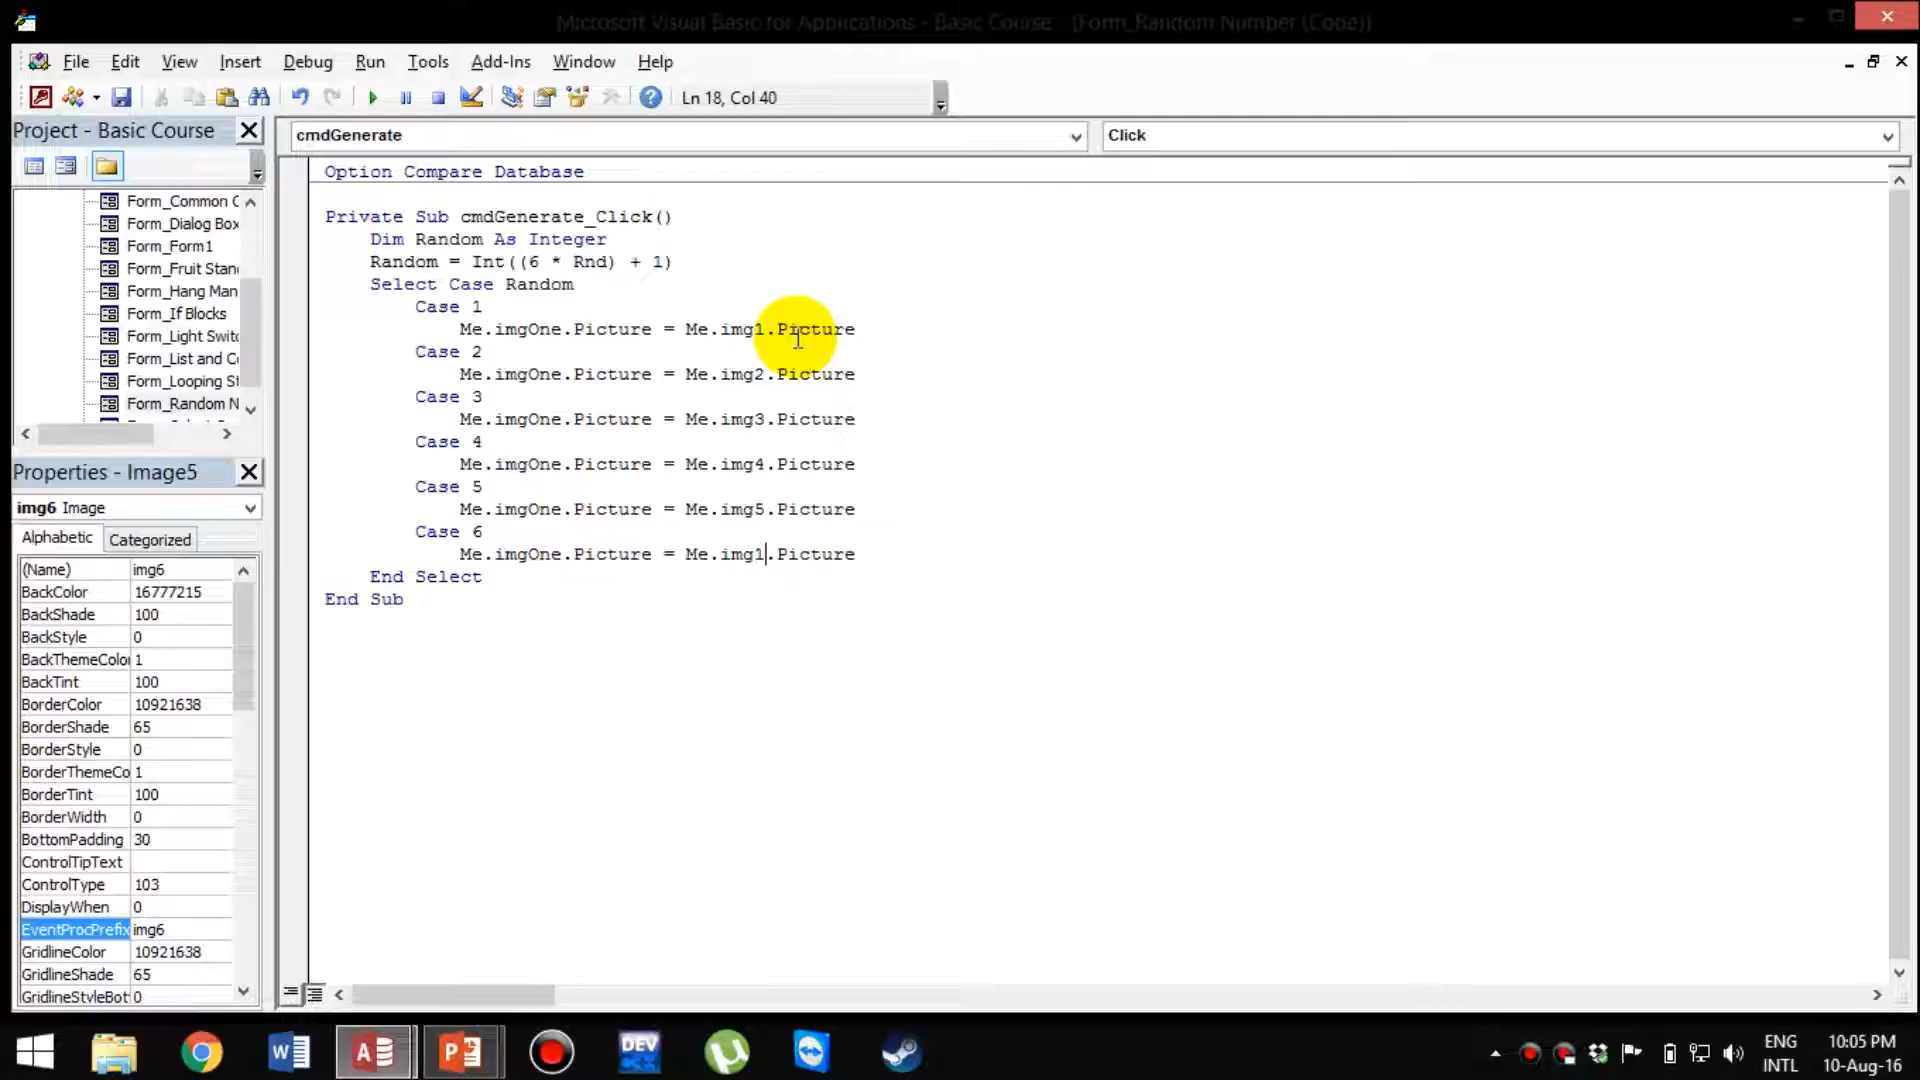 Microsoft Visual Basic for Applications - Basic Course - [Form_Random Number (Code)]
File Edit View Insert Debug Run Tools Add-Ins Window Help
Ln 18, Col 40
Project - Basic Course
cmdGenerate
Click
Form_Common C
Form_Dialog Box
Form_Form1
Form_Fruit Stan
Form_Hang Man
Form_If Blocks
Form_Light Switc
Form_List and C
Form_Looping St
Form_Random N
Properties - Image5
img6 Image
Alphabetic Categorized
(Name) img6
BackColor 16777215
BackShade 100
BackStyle 0
BackThemeColor 1
BackTint 100
BorderColor 10921638
BorderShade 65
BorderStyle 0
BorderThemeCo 1
BorderTint 100
BorderWidth 0
BottomPadding 30
ControlTipText
ControlType 103
DisplayWhen 0
EventProcPrefix img6
GridlineColor 10921638
GridlineShade 65
GridlineStyleBot 0
Option Compare Database
Private Sub cmdGenerate_Click()
Dim Random As Integer
Random = Int((6 * Rnd) + 1)
Select Case Random
Case 1
Me.imgOne.Picture = Me.img1.Picture
Case 2
Me.imgOne.Picture = Me.img2.Picture
Case 3
Me.imgOne.Picture = Me.img3.Picture
Case 4
Me.imgOne.Picture = Me.img4.Picture
Case 5
Me.imgOne.Picture = Me.img5.Picture
Case 6
Me.imgOne.Picture = Me.img1.Picture
End Select
End Sub
DEV
ENG
INTL
10:05 PM
10-Aug-16